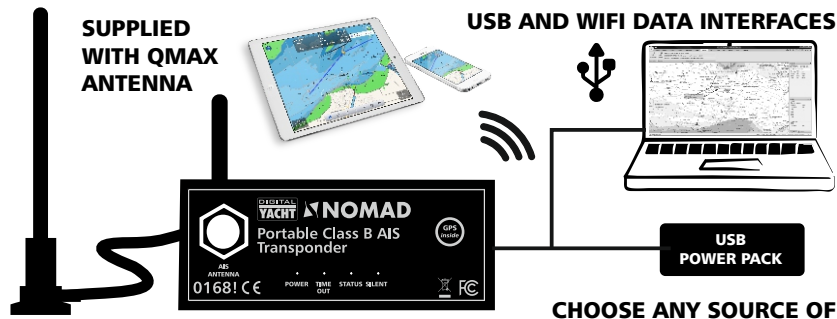 SUPPLIED
WITH QMAX
ANTENNA
USB AND WIFI DATA INTERFACES
DIGITAL
YACHT
NOMAD
Portable Class B AIS
Transponder
GPS
inside
AIS
ANTENNA
0168! CE
POWER TIME OUT STATUS SILENT
FC
USB
POWER PACK
CHOOSE ANY SOURCE OF